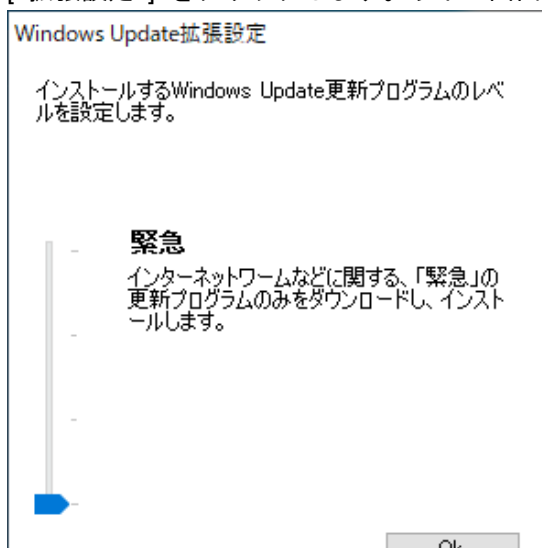 Windows Update拡張設定
インストールするWindows Update更新プログラムのレベ
ルを設定します。
緊急
インターネットワームなどに関する、「緊急」の
更新プログラムのみをダウンロードし、インスト
ールします。
Ok